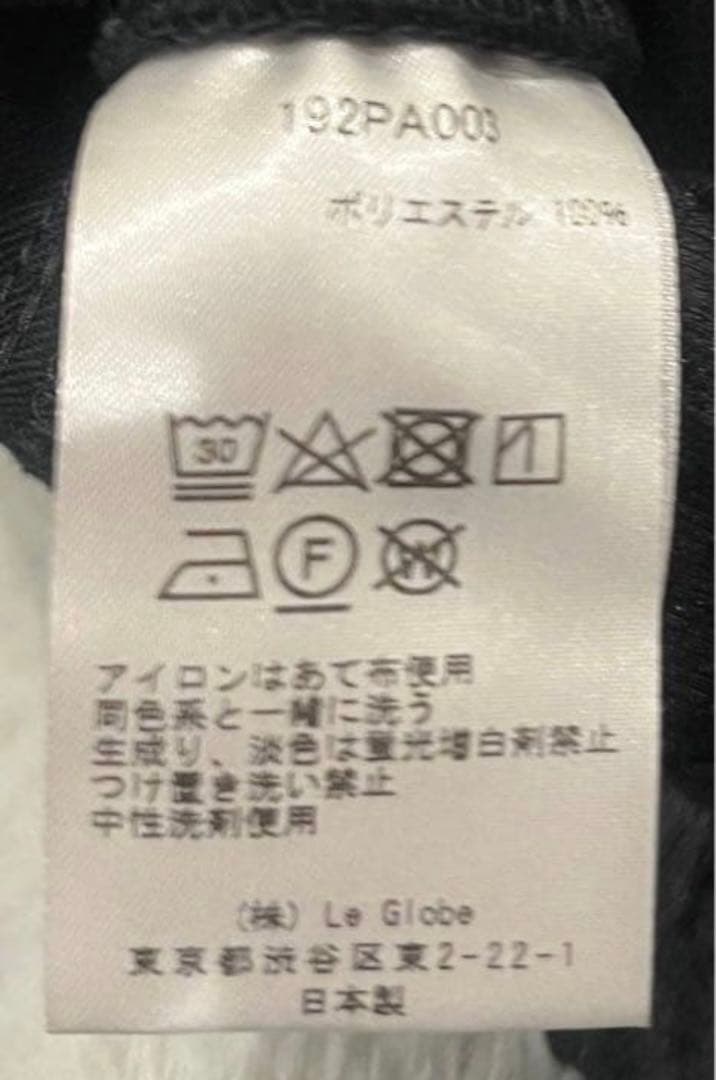 192PA003
ポリエステル 100%
30
F
W
アイロンはあて布使用
同色系と一緒に洗う
生成り、淡色は蛍光増白剤禁止
つけ置き洗い禁止
中性洗剤使用
(株) Le Globe
東京都渋谷区東2-22-1
日本製